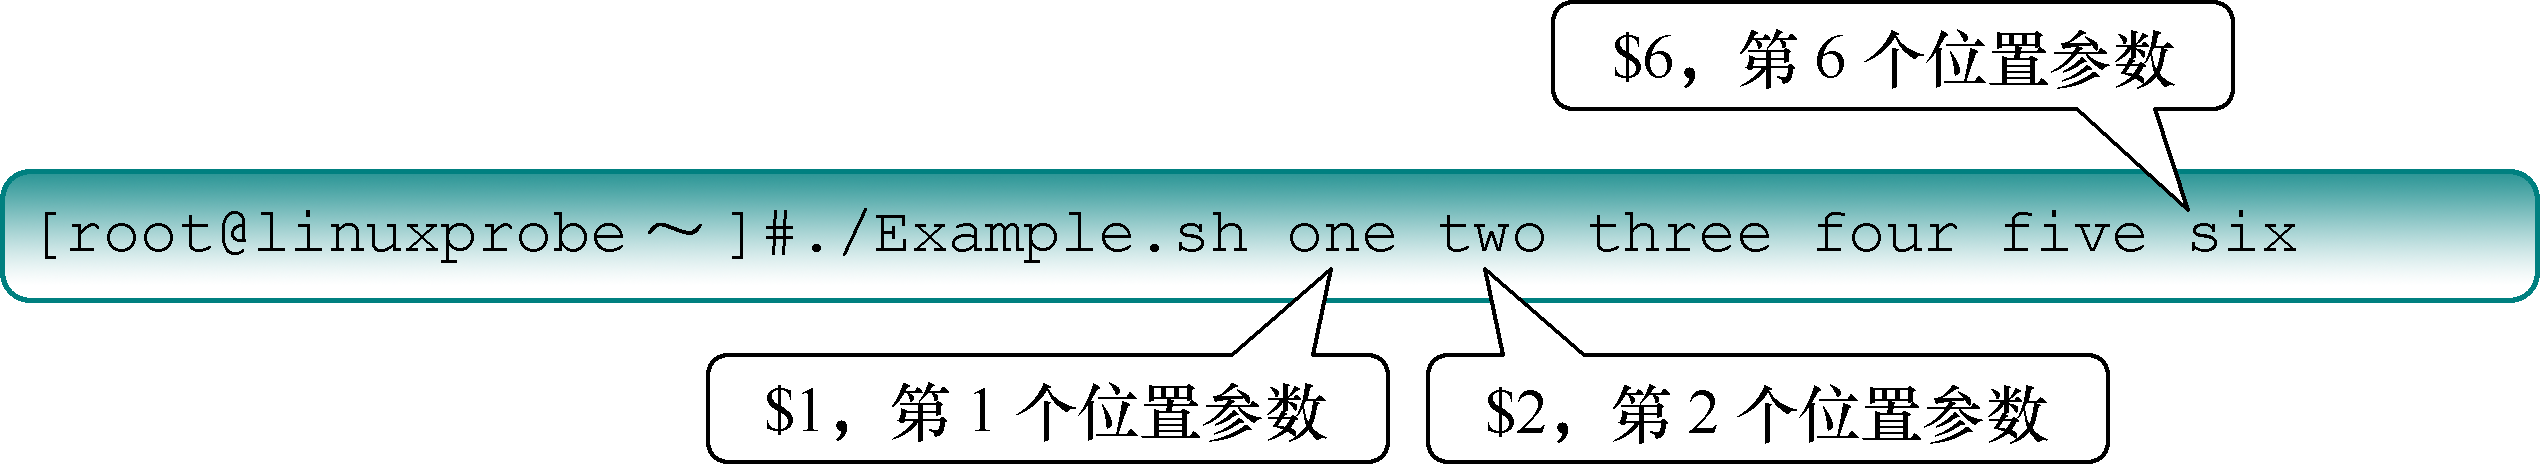 $6，第 6 个位置参数
[root@linuxprobe ～ ]#./Example.sh one two three four five six
$1，第 1 个位置参数
$2，第 2 个位置参数